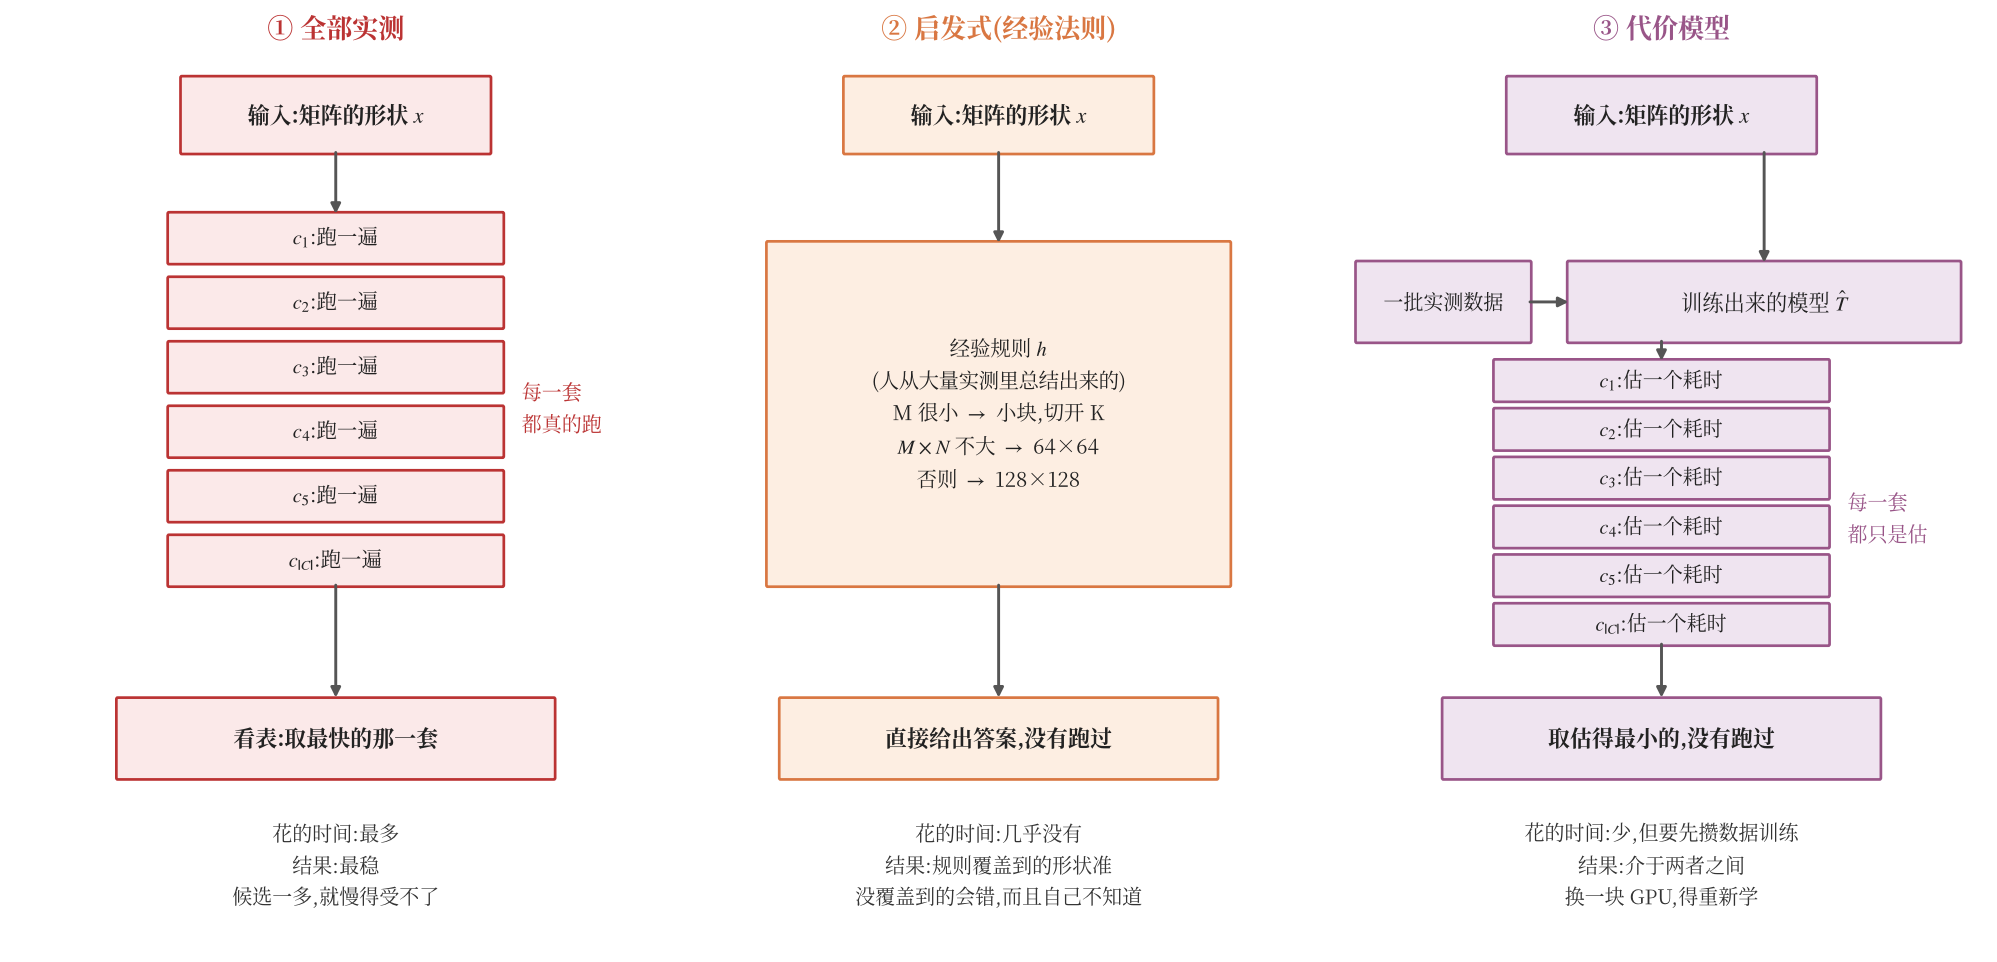 ① 全部实测
输入:矩阵的形状 x
c₁:跑一遍
c₂:跑一遍
c₃:跑一遍
c₄:跑一遍
c₅:跑一遍
c|C|:跑一遍
每一套
都真的跑
看表:取最快的那一套
花的时间:最多
结果:最稳
候选一多,就慢得受不了
② 启发式(经验法则)
输入:矩阵的形状 x
经验规则 h
(人从大量实测里总结出来的)
M 很小 → 小块,切开 K
M×N 不大 → 64×64
否则 → 128×128
直接给出答案,没有跑过
花的时间:几乎没有
结果:规则覆盖到的形状准
没覆盖到的会错,而且自己不知道
③ 代价模型
输入:矩阵的形状 x
一批实测数据
训练出来的模型 T̂
c₁:估一个耗时
c₂:估一个耗时
c₃:估一个耗时
c₄:估一个耗时
c₅:估一个耗时
c|C|:估一个耗时
每一套
都只是估
取估得最小的,没有跑过
花的时间:少,但要先攒数据训练
结果:介于两者之间
换一块 GPU,得重新学